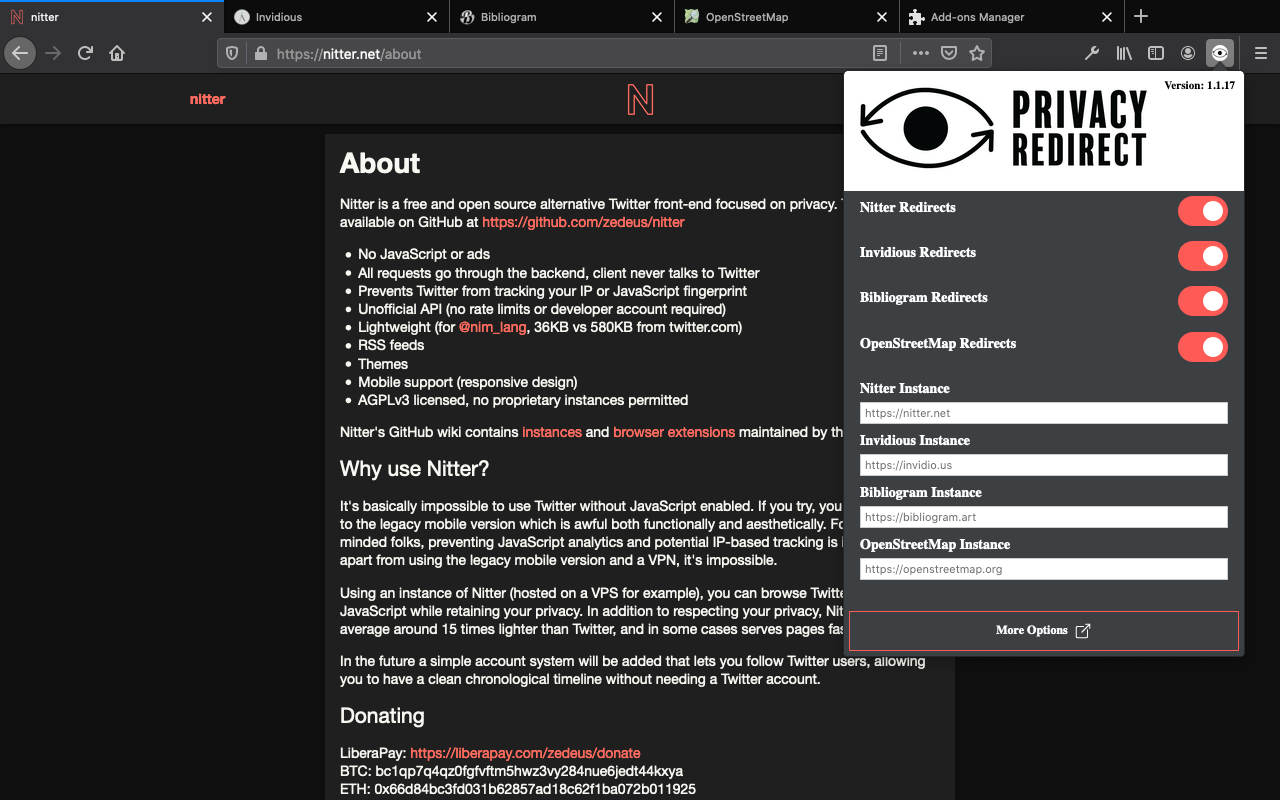 nitter
Invidious
Bibliogram
OpenStreetMap
Add-ons Manager
https://nitter.net/about
nitter
N
Version: 1.1.17
PRIVACY
REDIRECT
About
Nitter is a free and open source alternative Twitter front-end focused on privacy.
available on GitHub at https://github.com/zedeus/nitter
• No JavaScript or ads
• All requests go through the backend, client never talks to Twitter
• Prevents Twitter from tracking your IP or JavaScript fingerprint
• Unofficial API (no rate limits or developer account required)
• Lightweight (for @nim_lang, 36KB vs 580KB from twitter.com)
• RSS feeds
• Themes
• Mobile support (responsive design)
• AGPLv3 licensed, no proprietary instances permitted
Nitter's GitHub wiki contains instances and browser extensions maintained by th
Why use Nitter?
It's basically impossible to use Twitter without JavaScript enabled. If you try, you
to the legacy mobile version which is awful both functionally and aesthetically. Fo
minded folks, preventing JavaScript analytics and potential IP-based tracking is i
apart from using the legacy mobile version and a VPN, it's impossible.
Using an instance of Nitter (hosted on a VPS for example), you can browse Twitte
JavaScript while retaining your privacy. In addition to respecting your privacy, Nit
average around 15 times lighter than Twitter, and in some cases serves pages fas
In the future a simple account system will be added that lets you follow Twitter users, allowing
you to have a clean chronological timeline without needing a Twitter account.
Donating
LiberaPay: https://liberapay.com/zedeus/donate
BTC: bc1qp7q4qz0fgfvftm5hwz3vy284nue6jedt44kxya
ETH: 0x66d84bc3fd031b62857ad18c62f1ba072b011925
Nitter Redirects
Invidious Redirects
Bibliogram Redirects
OpenStreetMap Redirects
Nitter Instance
https://nitter.net
Invidious Instance
https://invidio.us
Bibliogram Instance
https://bibliogram.art
OpenStreetMap Instance
https://openstreetmap.org
More Options